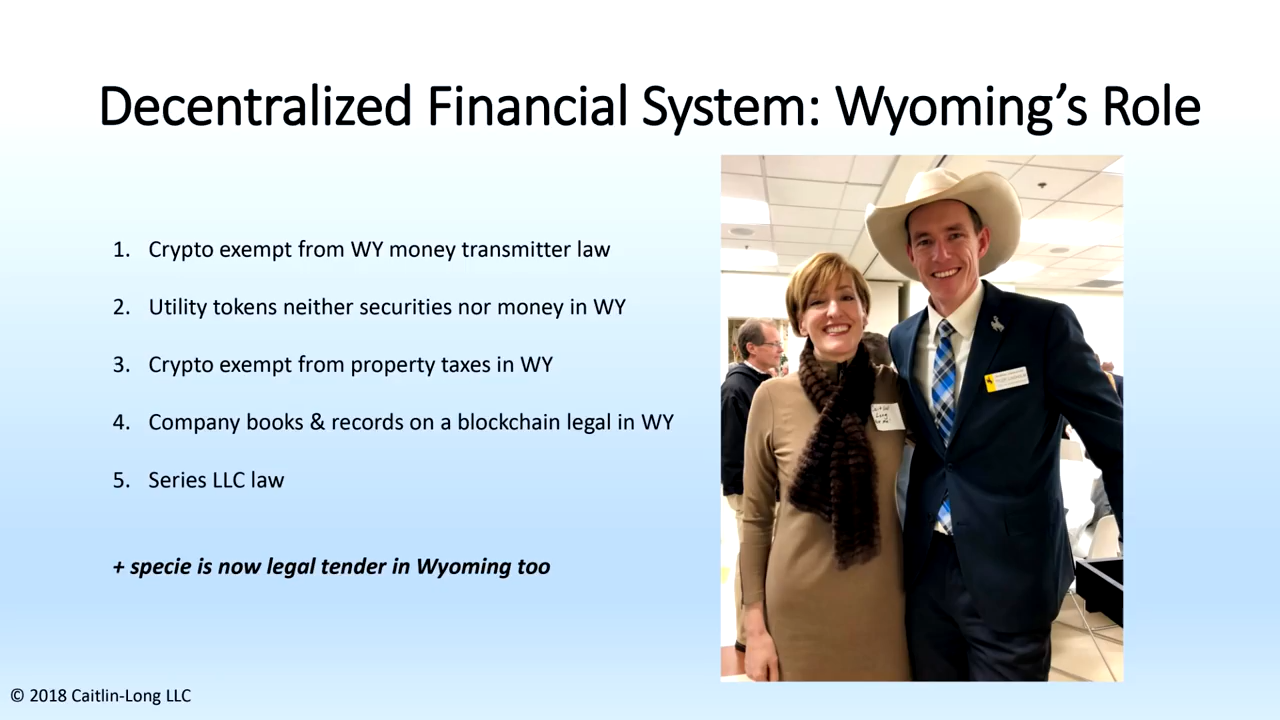 Decentralized Financial System: Wyoming's Role
1. Crypto exempt from WY money transmitter law
2. Utility tokens neither securities nor money in WY
3. Crypto exempt from property taxes in WY
4. Company books & records on a blockchain legal in WY
5. Series LLC law
+ specie is now legal tender in Wyoming too
Long
© 2018 Caitlin-Long LLC